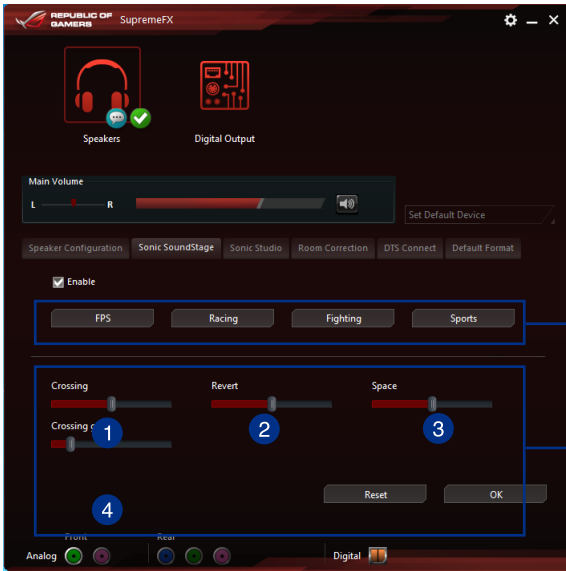 REPUBLIC OF
GAMERS
SupremeFX
Speakers
Digital Output
Main Volume
L R
Set Default Device
Speaker Configuration Sonic SoundStage Sonic Studio Room Correction DTS Connect Default Format
Enable
FPS Racing Fighting Sports
Crossing Revert Space
Crossing
1 2 3
4
Reset OK
Front Rear
Analog Digital